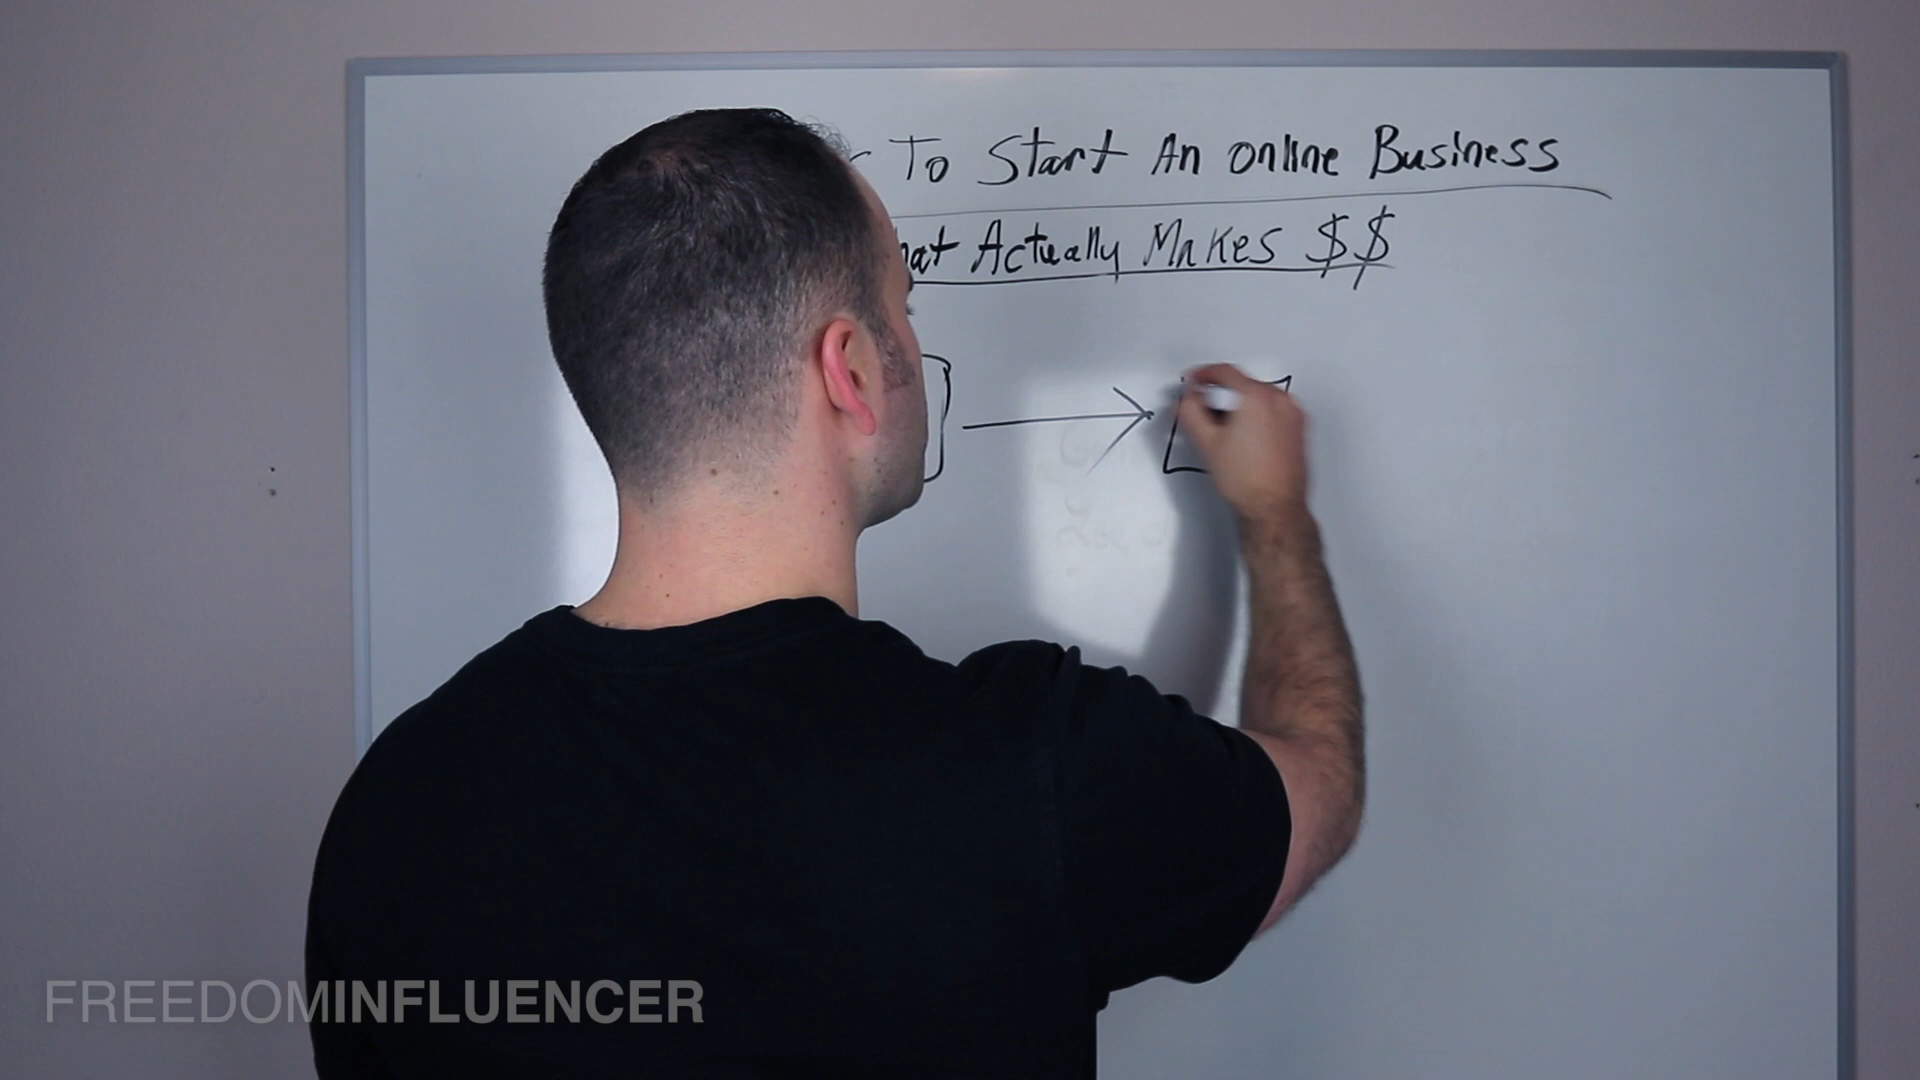 To Start An Online Business
Actually Makes $$
FREEDOMINFLUENCER